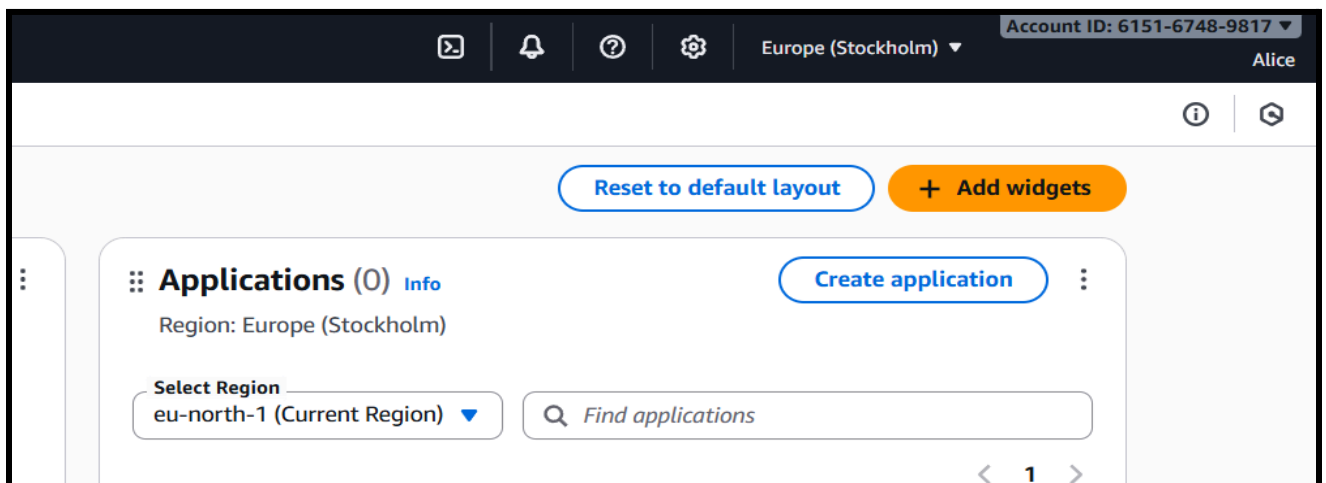 Europe (Stockholm)
Account ID: 6151-6748-9817
Alice
Reset to default layout
+ Add widgets
Applications (0) Info
Create application
Region: Europe (Stockholm)
Select Region
eu-north-1 (Current Region)
Find applications
1